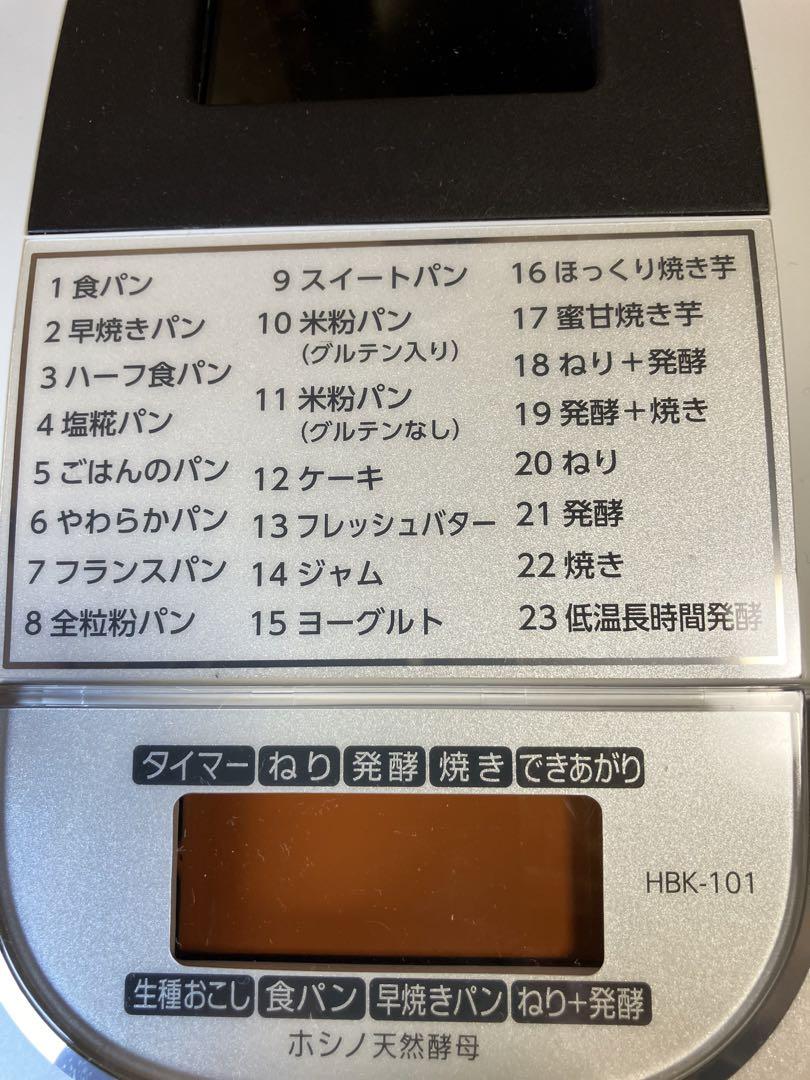 1 食パン
2 早焼きパン
3 ハーフ食パン
4 塩糀パン
5 ごはんのパン
6 やわらかパン
7 フランスパン
8 全粒粉パン
9 スイートパン
10 米粉パン
(グルテン入り)
11 米粉パン
(グルテンなし)
12 ケーキ
13 フレッシュバター
14 ジャム
15 ヨーグルト
16 ほっくり焼き芋
17 蜜甘焼き芋
18 ねり+発酵
19 発酵+焼き
20 ねり
21 発酵
22 焼き
23 低温長時間発酵
タイマー ねり 発酵 焼き できあがり
HBK-101
生種おこし 食パン 早焼きパン ねり+発酵
ホシノ天然酵母